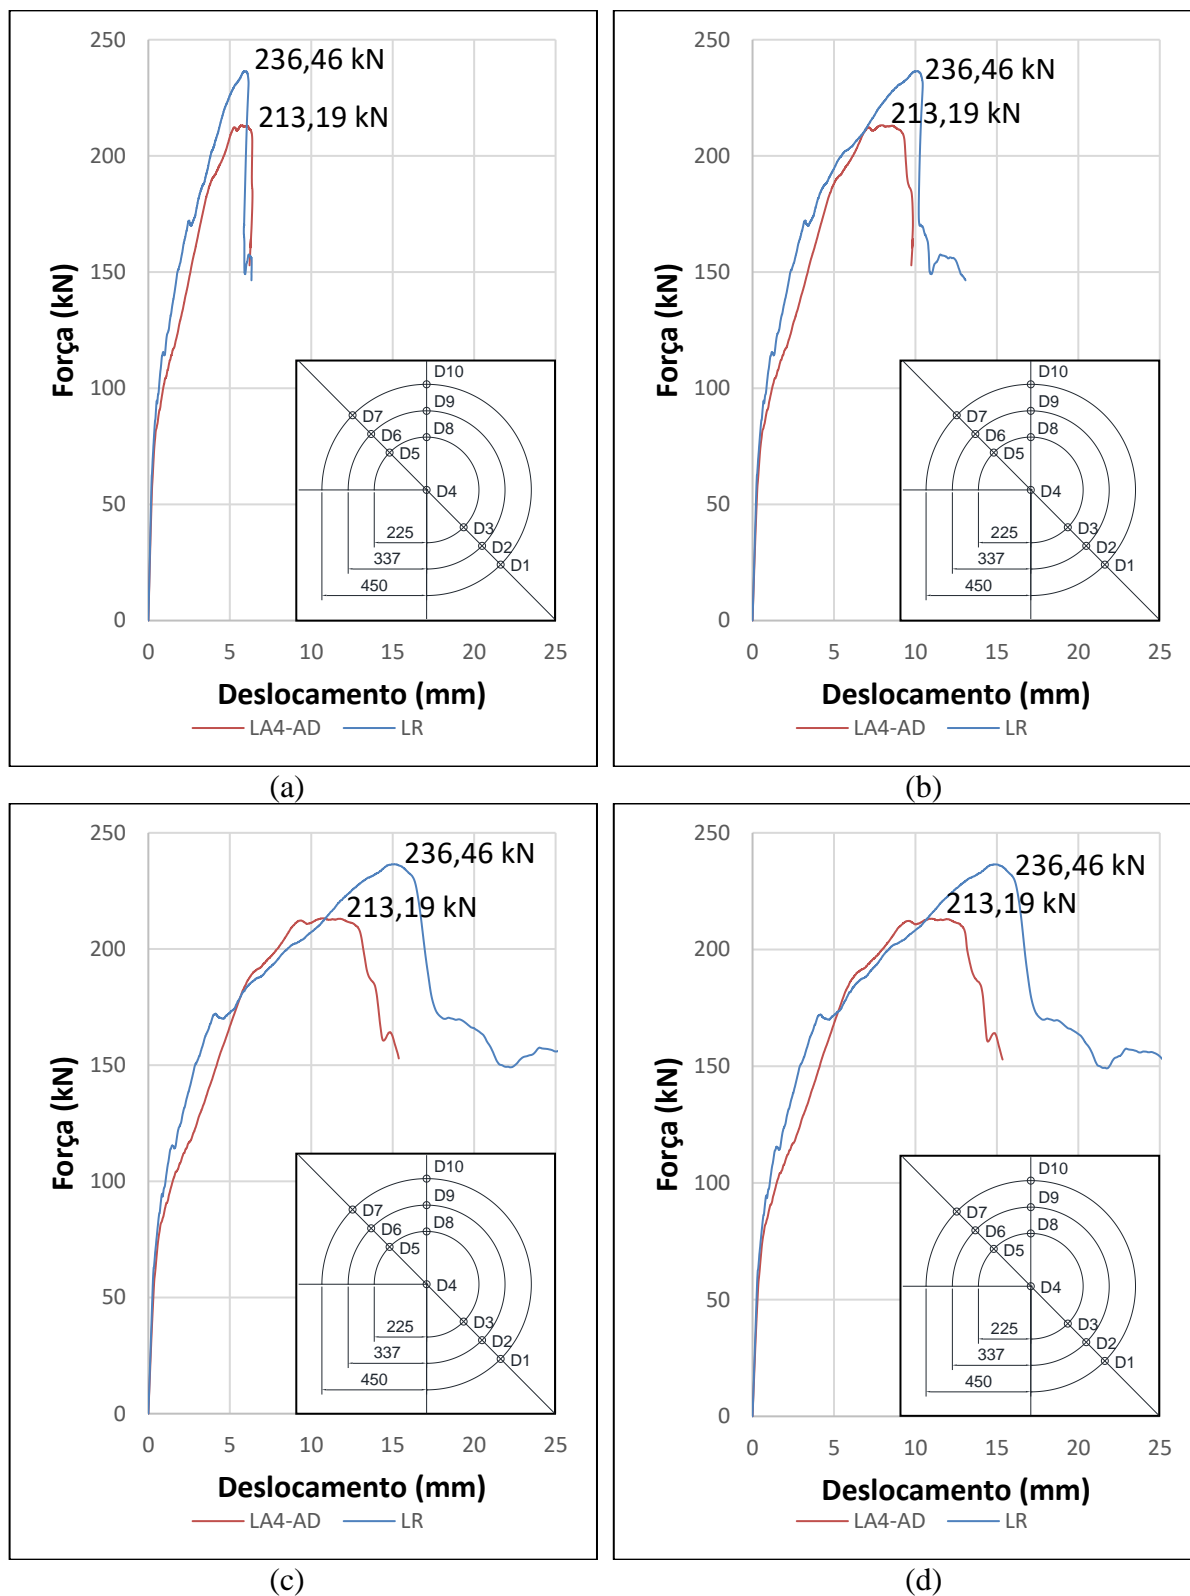 250
236,46 kN
213,19 kN
200
150
Força (kN)
100
50
0
D10
D9
D8
D7
D6
D5
D4
D3
D2
D1
225
337
450
0 5 10 15 20 25
Deslocamento (mm)
LA4-AD LR
(a)
250
236,46 kN
213,19 kN
200
150
Força (kN)
100
50
0
D10
D9
D8
D7
D6
D5
D4
D3
D2
D1
225
337
450
0 5 10 15 20 25
Deslocamento (mm)
LA4-AD LR
(b)
250
236,46 kN
213,19 kN
200
150
Força (kN)
100
50
0
D10
D9
D8
D7
D6
D5
D4
D3
D2
D1
225
337
450
0 5 10 15 20 25
Deslocamento (mm)
LA4-AD LR
(c)
250
236,46 kN
213,19 kN
200
150
Força (kN)
100
50
0
D10
D9
D8
D7
D6
D5
D4
D3
D2
D1
225
337
450
0 5 10 15 20 25
Deslocamento (mm)
LA4-AD LR
(d)